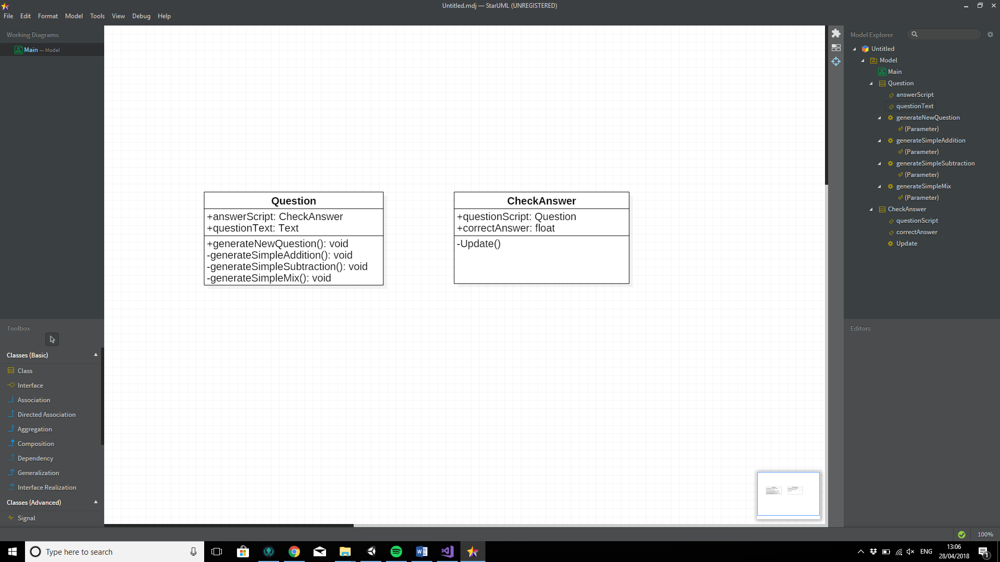 Untitled.mdj — StarUML (UNREGISTERED)
File Edit Format Model Tools View Debug Help
Working Diagrams
Main — Model
Toolbox
Classes (Basic)
Class
Interface
Association
Directed Association
Aggregation
Composition
Dependency
Generalization
Interface Realization
Classes (Advanced)
Signal
Question
+answerScript: CheckAnswer
+questionText: Text
+generateNewQuestion(): void
-generateSimpleAddition(): void
-generateSimpleSubtraction(): void
-generateSimpleMix(): void
CheckAnswer
+questionScript: Question
+correctAnswer: float
-Update()
Model Explorer
Untitled
Model
Main
Question
answerScript
questionText
generateNewQuestion
(Parameter)
generateSimpleAddition
(Parameter)
generateSimpleSubtraction
(Parameter)
generateSimpleMix
(Parameter)
CheckAnswer
questionScript
correctAnswer
Update
Editors
100%
Type here to search
ENG
13:06
28/04/2018
1